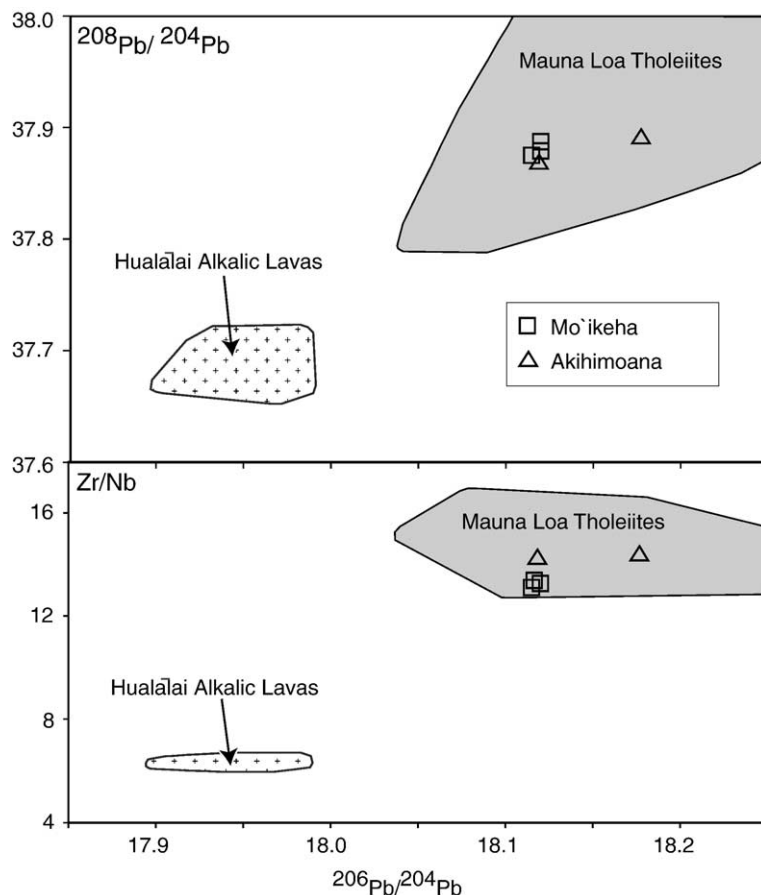 38.0
208Pb/ 204Pb
Mauna Loa Tholeiites
37.9
37.8
Hualālai Alkalic Lavas
Mo`ikeha
37.7
Akihimoana
37.6
Zr/Nb
16
Mauna Loa Tholeiites
12
Hualālai Alkalic Lavas
8
4
17.9 18.0 18.1 18.2
206Pb/204Pb